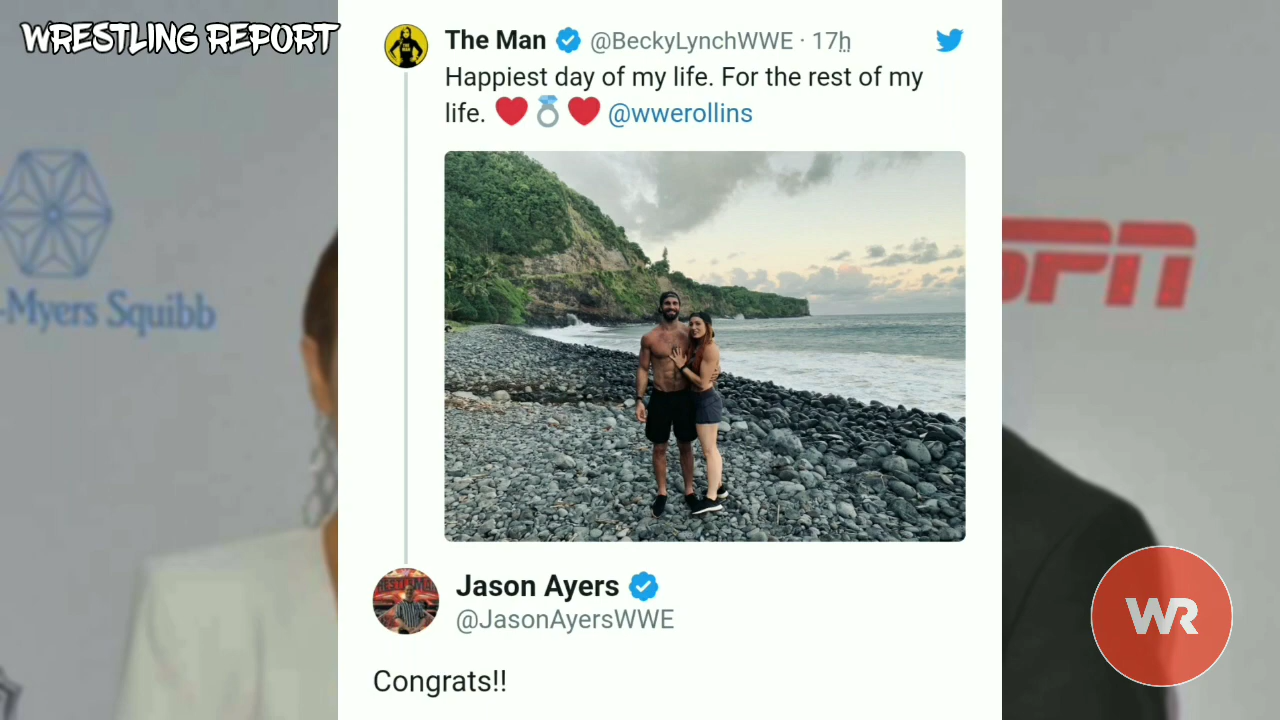 WRESTLING REPORT
The Man @BeckyLynchWWE · 17h
Happiest day of my life. For the rest of my
life. ❤️💍❤️ @wwerollins
-Myers Squibb
SPN
Jason Ayers
@JasonAyersWWE
WR
Congrats!!